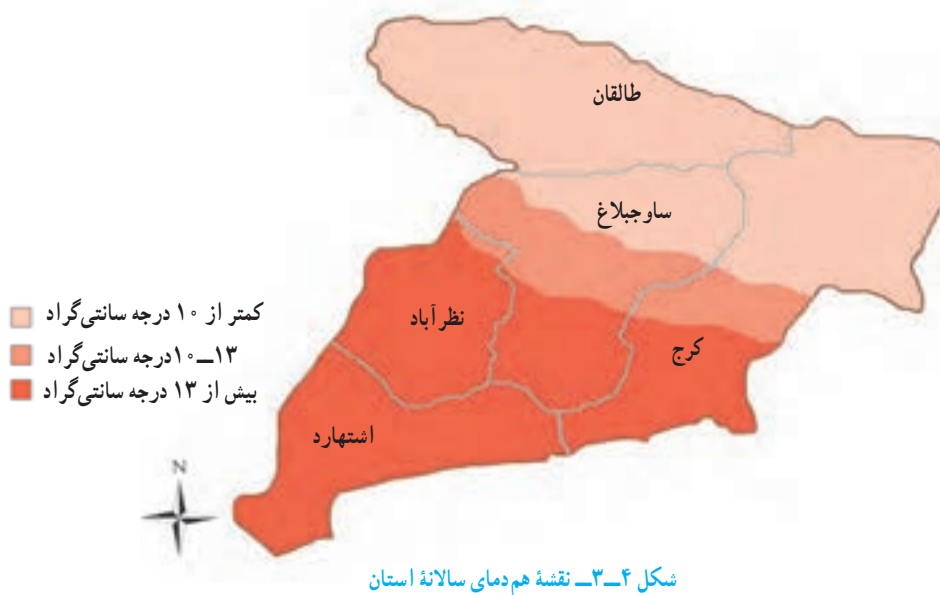 طالقان
ساوجبلاغ
نظرآباد
کرج
اشتهارد
کمتر از ۱۰ درجه سانتی‌گراد
۱۳ــ۱۰درجه سانتی‌گراد
بیش از ۱۳ درجه سانتی‌گراد
N
شکل ۴ــ۳ــ نقشهٔ هم‌دمای سالانهٔ استان